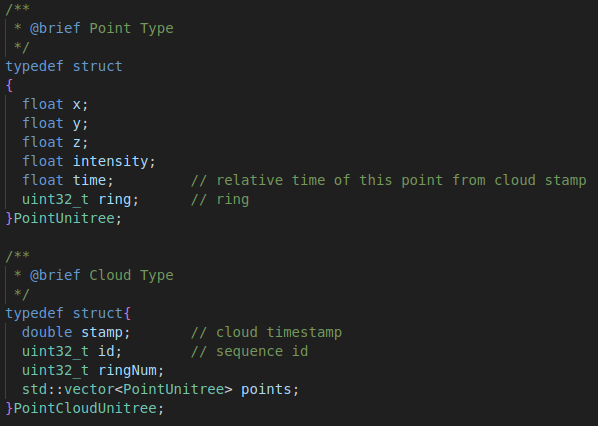 /**
 * @brief Point Type
 */
typedef struct
{
  float x;
  float y;
  float z;
  float intensity;
  float time;         // relative time of this point from cloud stamp
  uint32_t ring;      // ring
}PointUnitree;

/**
 * @brief Cloud Type
 */
typedef struct{
  double stamp;       // cloud timestamp
  uint32_t id;        // sequence id
  uint32_t ringNum;
  std::vector<PointUnitree> points;
}PointCloudUnitree;